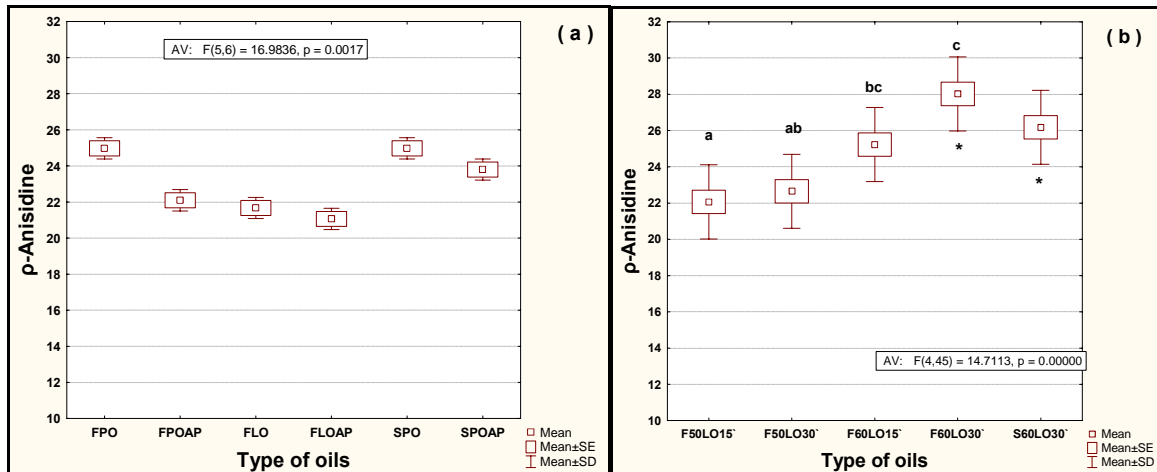 ( a )
AV: F(5,6) = 16.9836, p = 0.0017
ρ-Anisidine
32
30
28
26
24
22
20
18
16
14
12
10
FPO FPOAP FLO FLOAP SPO SPOAP
Type of oils
Mean
Mean±SE
Mean±SD
( b )
ρ-Anisidine
32
30
28
26
24
22
20
18
16
14
12
10
a
ab
bc
c
*
*
AV: F(4,45) = 14.7113, p = 0.00000
F50LO15` F50LO30` F60LO15` F60LO30` S60LO30`
Type of oils
Mean
Mean±SE
Mean±SD